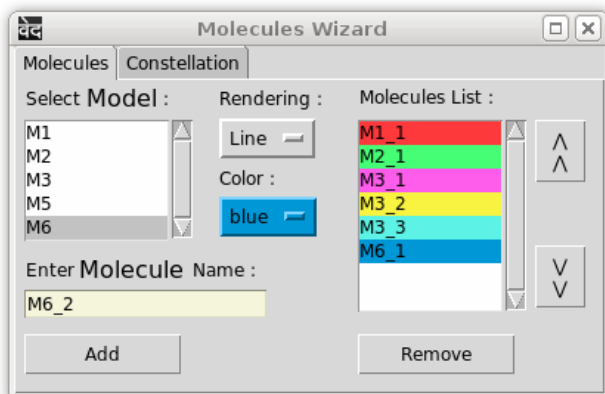 वेद Molecules Wizard
Molecules Constellation
Select Model :
M1
M2
M3
M5
M6
Rendering :
Line
Color :
blue
Enter Molecule Name :
M6_2
Add
Molecules List :
M1_1
M2_1
M3_1
M3_2
M3_3
M6_1
Remove